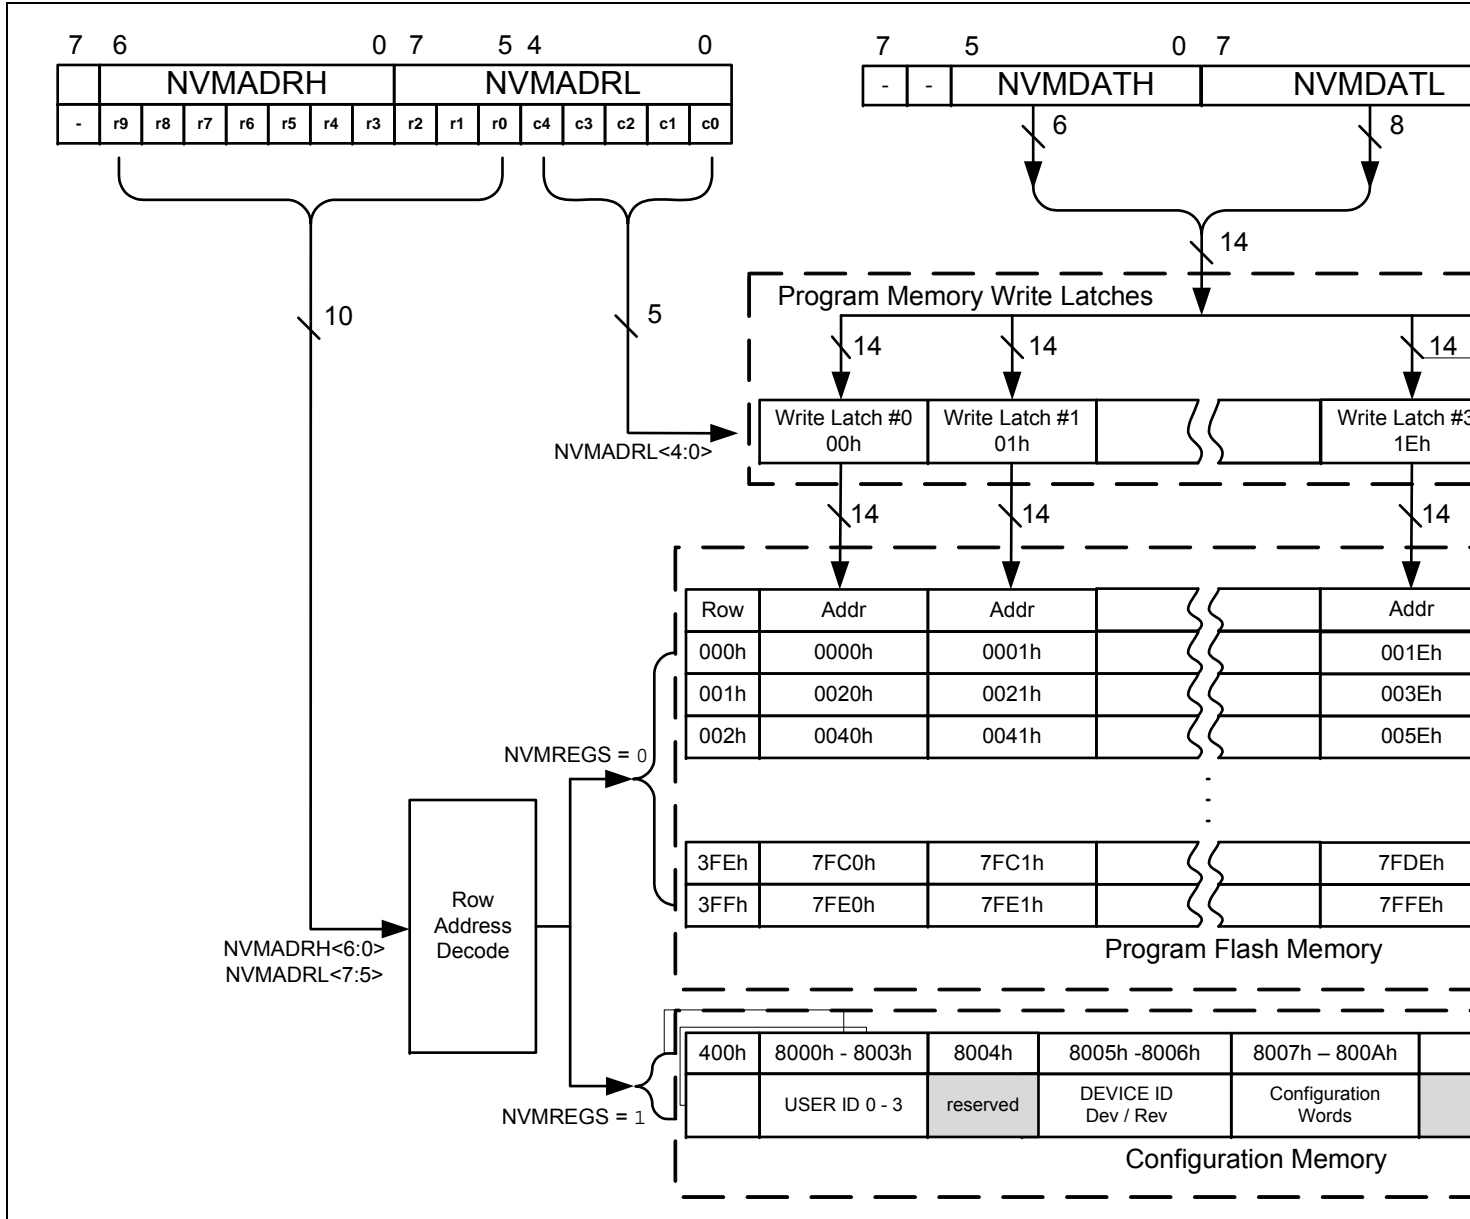 7 6 0 7 5 4 0
NVMADRH NVMADRL
- r9 r8 r7 r6 r5 r4 r3 r2 r1 r0 c4 c3 c2 c1 c0
7 5 0 7
- - NVMDATH NVMDATL
6 8
14
10
5
Program Memory Write Latches
14 14 14
Write Latch #0 Write Latch #1 Write Latch #3
00h 01h 1Eh
NVMADRL<4:0>
14 14 14
Row Addr Addr Addr
000h 0000h 0001h 001Eh
001h 0020h 0021h 003Eh
002h 0040h 0041h 005Eh
NVMREGS = 0
3FEh 7FC0h 7FC1h 7FDEh
3FFh 7FE0h 7FE1h 7FFEh
Program Flash Memory
Row
Address
Decode
NVMADRH<6:0>
NVMADRL<7:5>
400h 8000h - 8003h 8004h 8005h -8006h 8007h – 800Ah
USER ID 0 - 3 reserved DEVICE ID Configuration
Dev / Rev Words
NVMREGS = 1
Configuration Memory